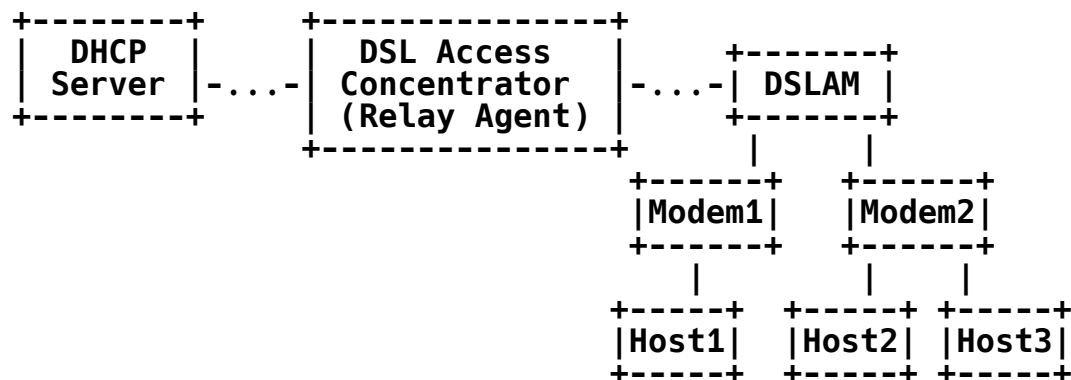 +--------+      +---------------+
|  DHCP  |      |  DSL Access   |     +-------+
| Server |-...-| Concentrator  |-...-| DSLAM |
+--------+      | (Relay Agent) |     +-------+
                +---------------+       |     |
                                 +------+   +------+
                                 |Modem1|   |Modem2|
                                 +------+   +------+
                                    |        |    |
                                +-----+  +-----+ +-----+
                                |Host1|  |Host2| |Host3|
                                +-----+  +-----+ +-----+